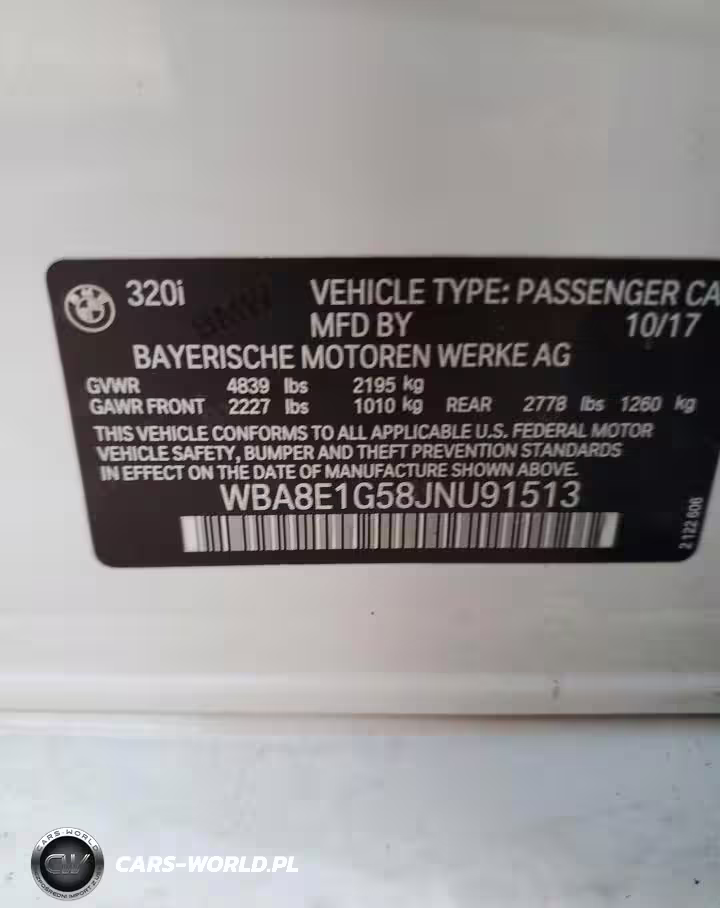 320i VEHICLE TYPE: PASSENGER CA
MFD BY 10/17
BAYERISCHE MOTOREN WERKE AG
GVWR 4839 lbs 2195 kg
GAWR FRONT 2227 lbs 1010 kg REAR 2778 lbs 1260 kg
THIS VEHICLE CONFORMS TO ALL APPLICABLE U.S. FEDERAL MOTOR
VEHICLE SAFETY, BUMPER AND THEFT PREVENTION STANDARDS
IN EFFECT ON THE DATE OF MANUFACTURE SHOWN ABOVE.
WBA8E1G58JNU91513
2 122 606
CARS-WORLD
CW
CARS-WORLD.PL